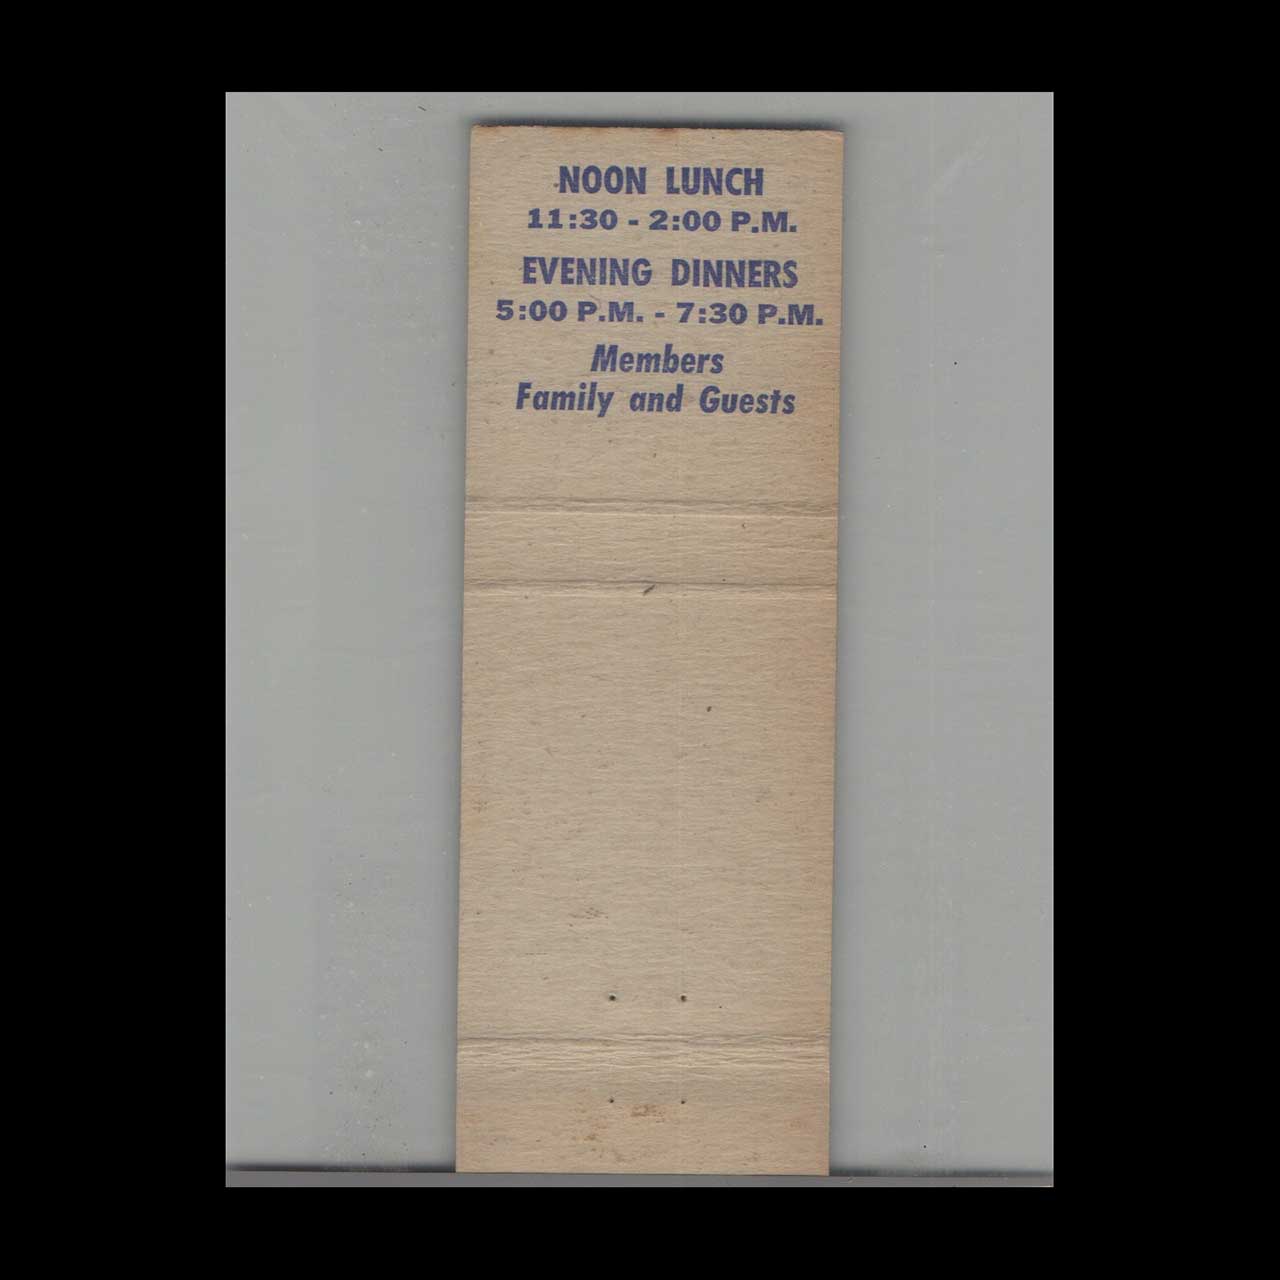 NOON LUNCH
11:30 - 2:00 P.M.
EVENING DINNERS
5:00 P.M. - 7:30 P.M.
Members
Family and Guests